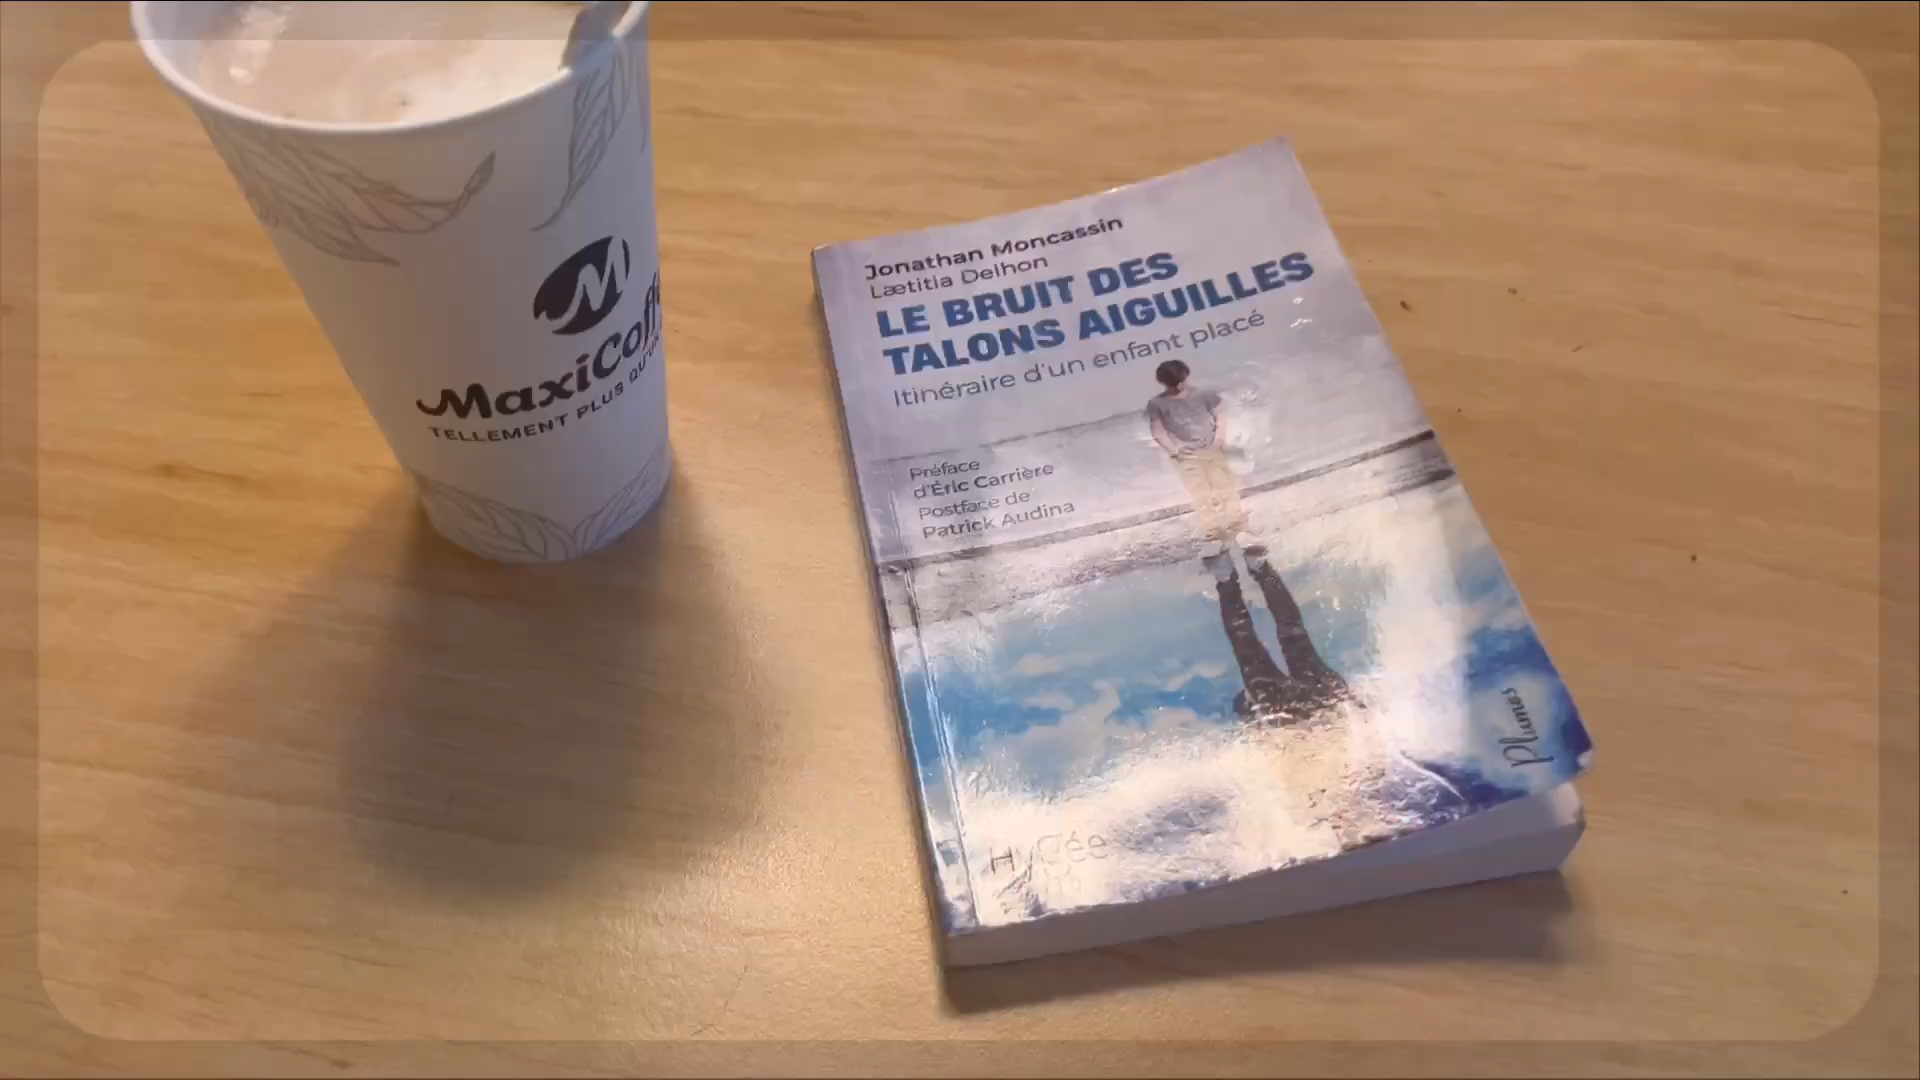 M
MaxiCoff
TELLEMENT PLUS QU'U
Jonathan Moncassin
Lætitia Delhon
LE BRUIT DES
TALONS AIGUILLES
Itinéraire d'un enfant placé
Préface
d'Éric Carrière
Postface de
Patrick Audina
Plumes
Hygée